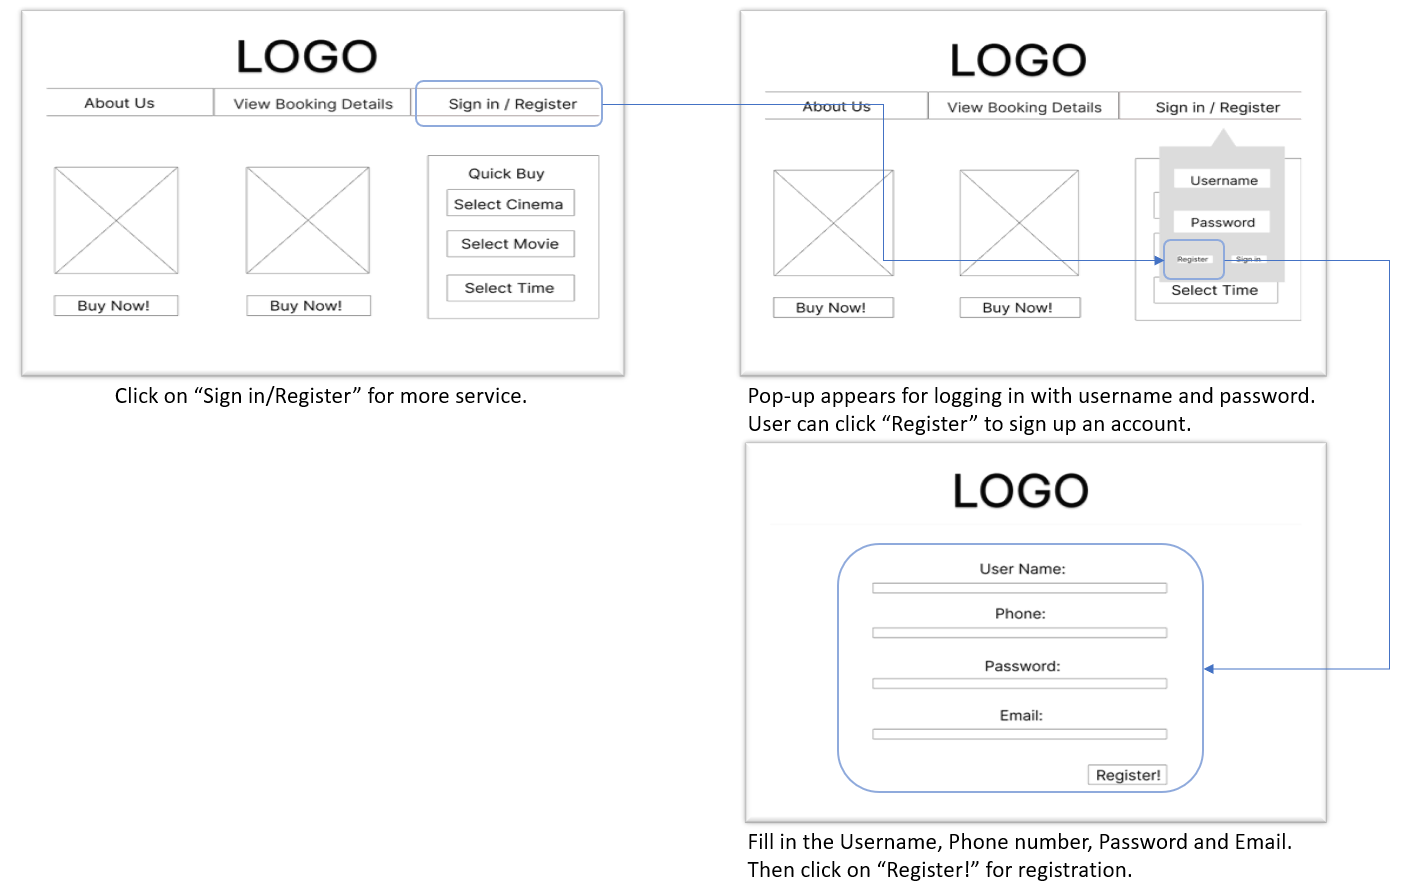 LOGO
About Us
View Booking Details
Sign in / Register
Quick Buy
Select Cinema
Select Movie
Select Time
Buy Now!
Buy Now!
Click on “Sign in/Register” for more service.
LOGO
About Us
View Booking Details
Sign in / Register
Username
Password
Register
Sign in
Select Time
Buy Now!
Buy Now!
Pop-up appears for logging in with username and password.
User can click “Register” to sign up an account.
LOGO
User Name:
Phone:
Password:
Email:
Register!
Fill in the Username, Phone number, Password and Email.
Then click on “Register!” for registration.